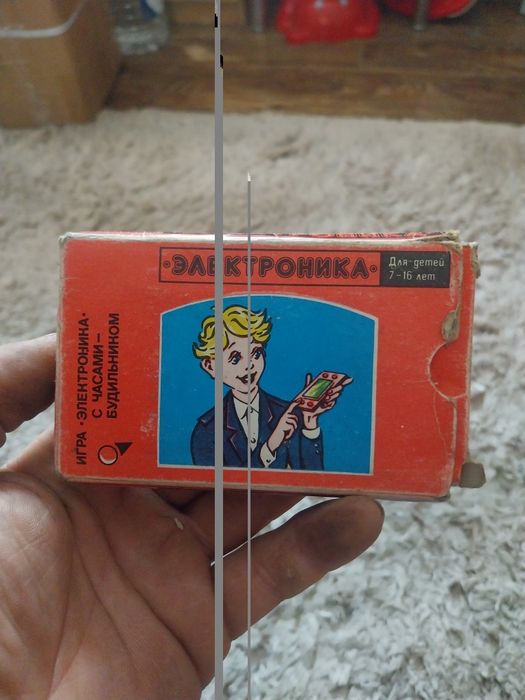 ·ЭЛЕКТРОНИКА·
Для детей
7-16 лет
ИГРА ·ЭЛЕКТРОНИКА·
С ЧАСАМИ–
БУДИЛЬНИКОМ